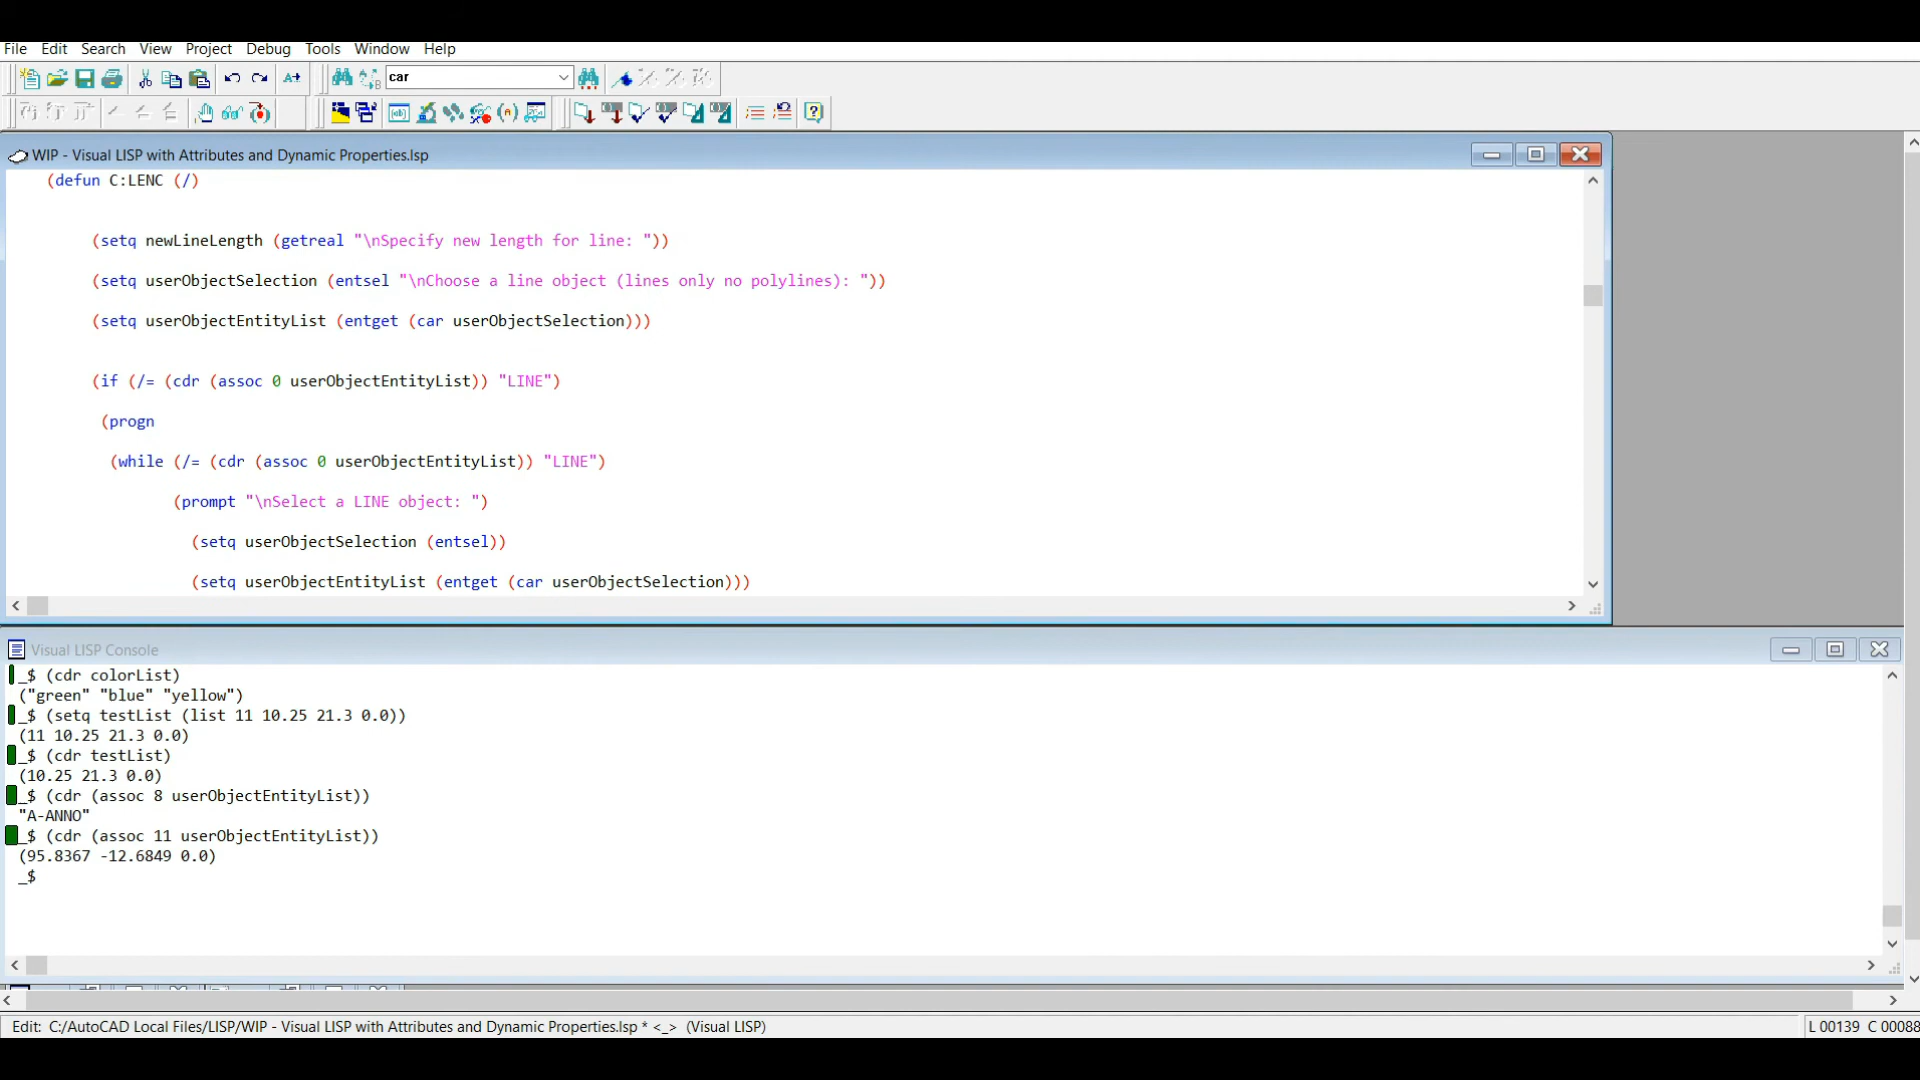 File Edit Search View Project Debug Tools Window Help
car
WIP - Visual LISP with Attributes and Dynamic Properties.lsp
(defun C:LENC (/)
(setq newLineLength (getreal "\nSpecify new length for line: "))
(setq userObjectSelection (entsel "\nChoose a line object (lines only no polylines): "))
(setq userObjectEntityList (entget (car userObjectSelection)))
(if (/= (cdr (assoc 0 userObjectEntityList)) "LINE")
(progn
(while (/= (cdr (assoc 0 userObjectEntityList)) "LINE")
(prompt "\nSelect a LINE object: ")
(setq userObjectSelection (entsel))
(setq userObjectEntityList (entget (car userObjectSelection)))
Visual LISP Console
_$ (cdr colorList)
("green" "blue" "yellow")
_$ (setq testList (list 11 10.25 21.3 0.0))
(11 10.25 21.3 0.0)
_$ (cdr testList)
(10.25 21.3 0.0)
_$ (cdr (assoc 8 userObjectEntityList))
"A-ANNO"
_$ (cdr (assoc 11 userObjectEntityList))
(95.8367 -12.6849 0.0)
_$
Edit: C:/AutoCAD Local Files/LISP/WIP - Visual LISP with Attributes and Dynamic Properties.lsp * <_> (Visual LISP)
L 00139 C 00088